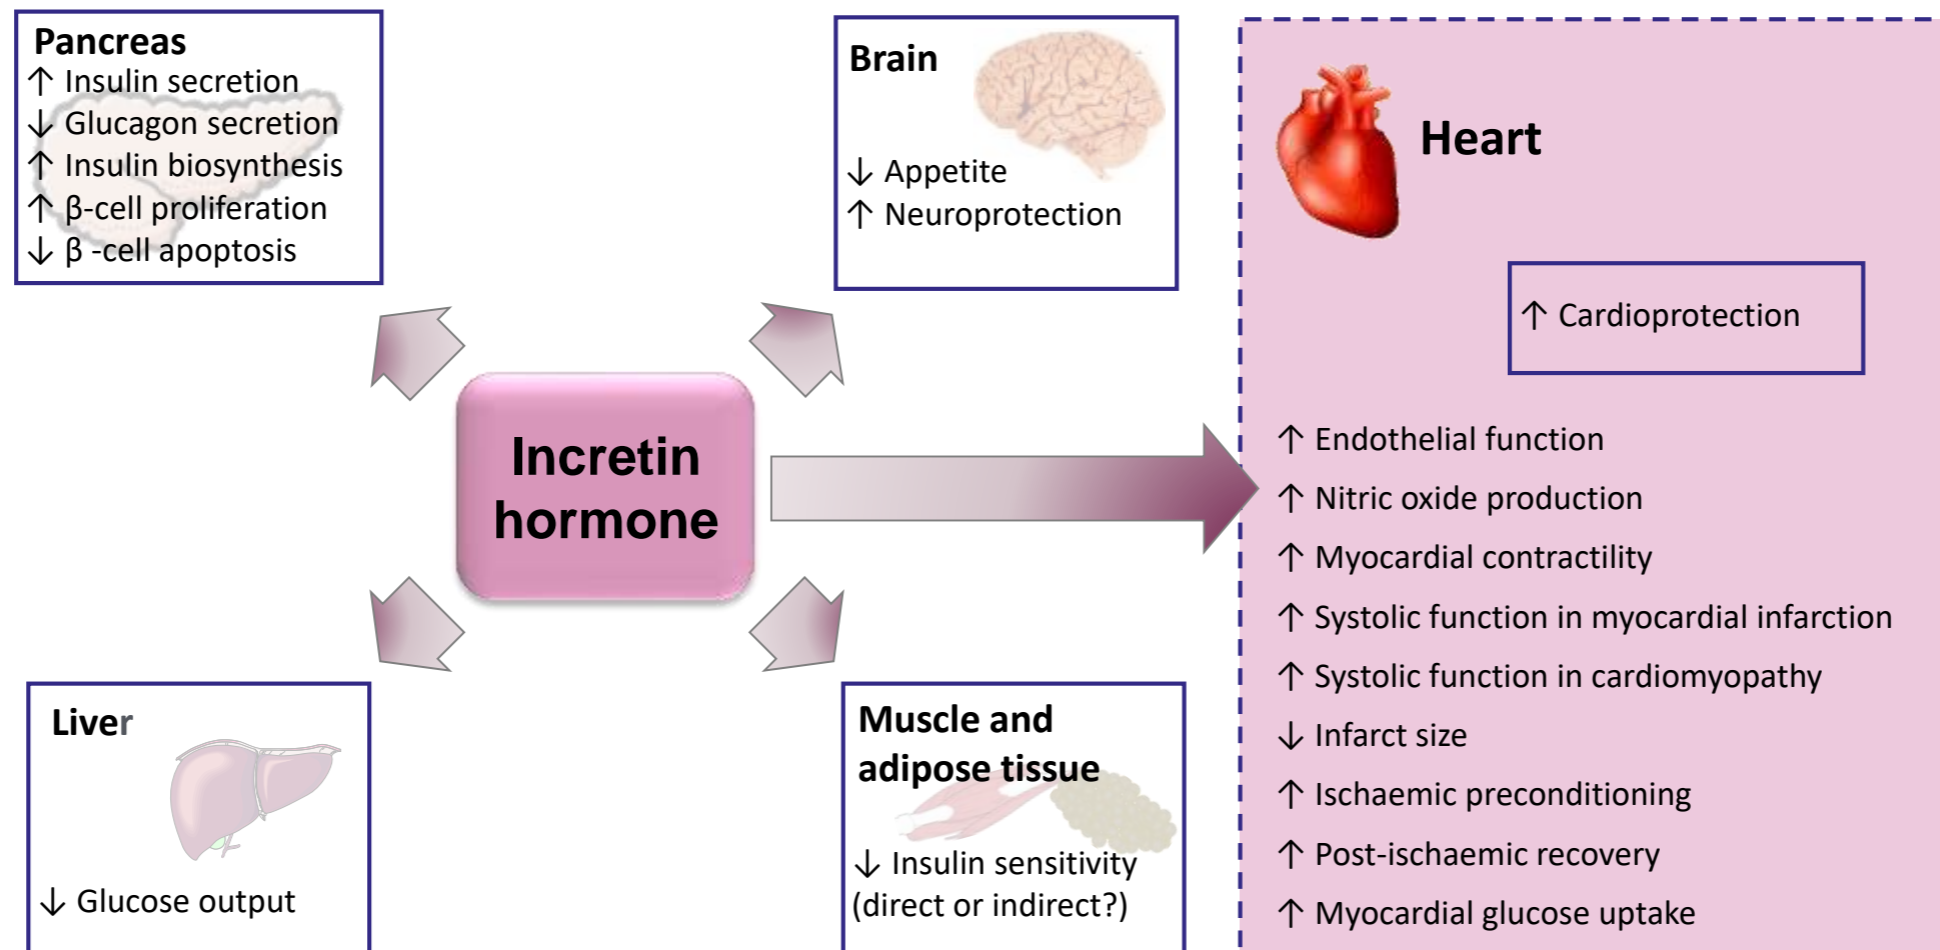 Pancreas
↑ Insulin secretion
↓ Glucagon secretion
↑ Insulin biosynthesis
↑ β-cell proliferation
↓ β -cell apoptosis
Brain
↓ Appetite
↑ Neuroprotection
Heart
↑ Cardioprotection
↑ Endothelial function
↑ Nitric oxide production
↑ Myocardial contractility
↑ Systolic function in myocardial infarction
↑ Systolic function in cardiomyopathy
↓ Infarct size
↑ Ischaemic preconditioning
↑ Post-ischaemic recovery
↑ Myocardial glucose uptake
Incretin
hormone
Liver
↓ Glucose output
Muscle and
adipose tissue
↓ Insulin sensitivity
(direct or indirect?)